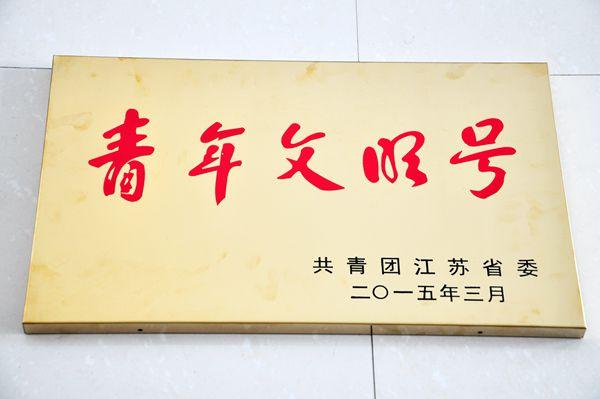 青年文明号
共青团江苏省委
二〇一五年三月